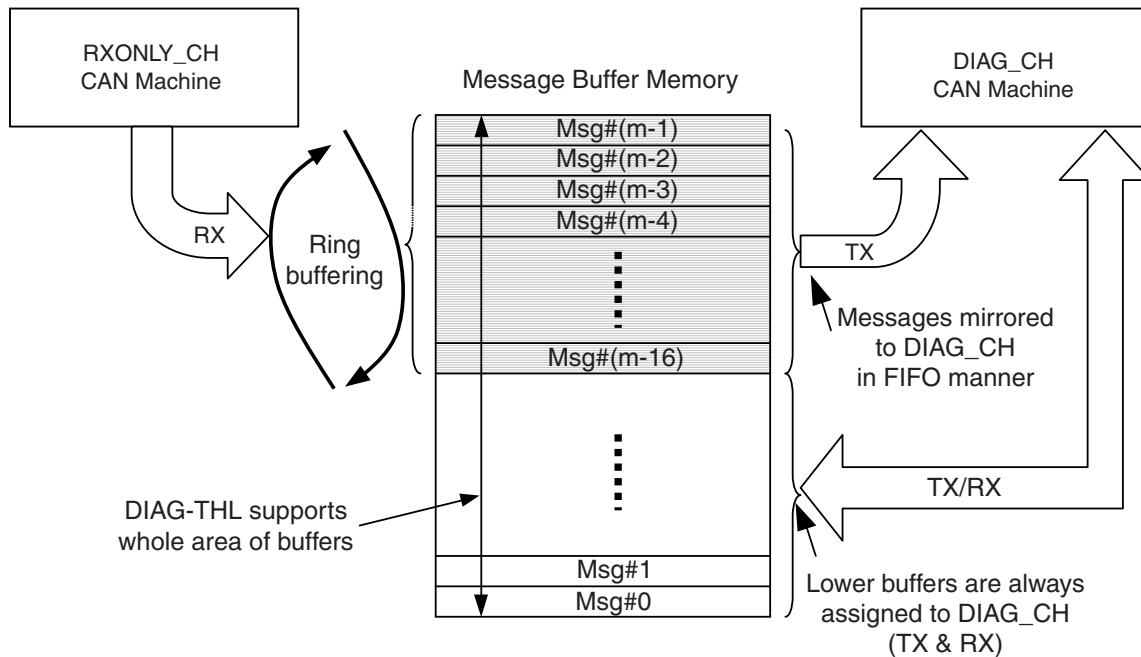 RXONLY_CH
CAN Machine
DIAG_CH
CAN Machine
Message Buffer Memory
Msg#(m-1)
Msg#(m-2)
Msg#(m-3)
Msg#(m-4)
RX
Ring
buffering
TX
Messages mirrored
to DIAG_CH
in FIFO manner
Msg#(m-16)
TX/RX
DIAG-THL supports
whole area of buffers
Msg#1
Msg#0
Lower buffers are always
assigned to DIAG_CH
(TX & RX)